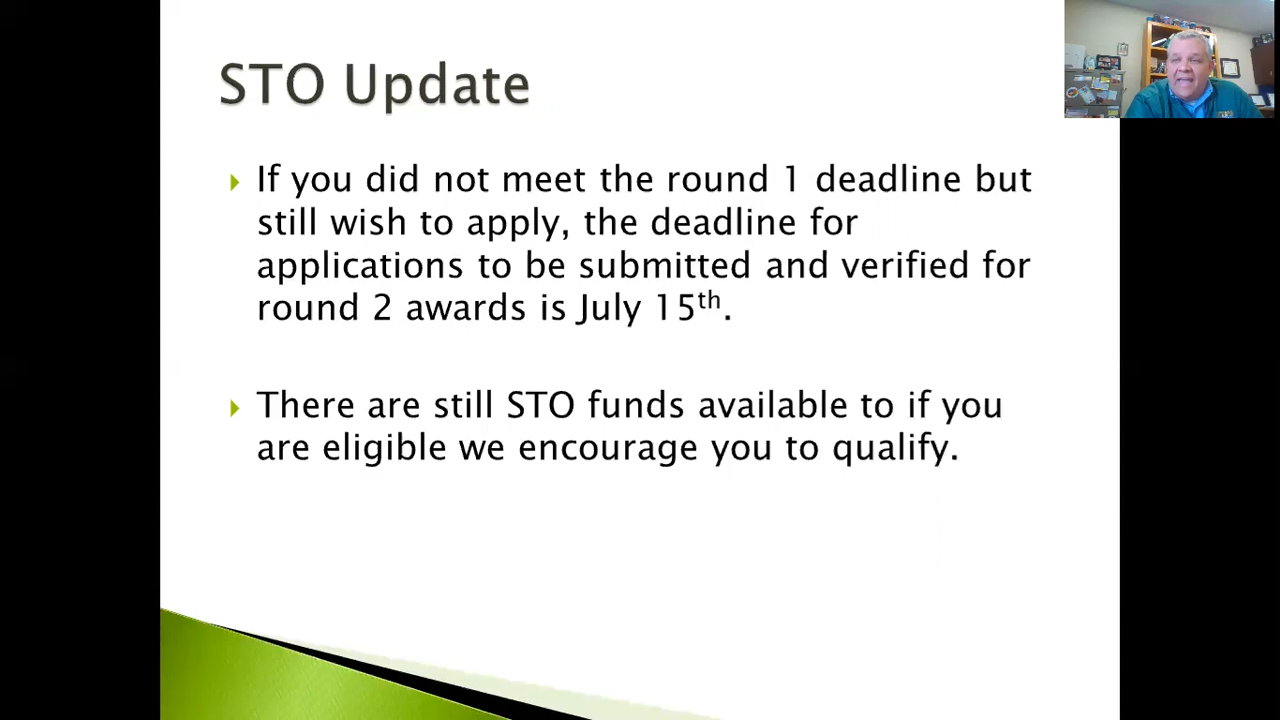 STO Update
If you did not meet the round 1 deadline but
still wish to apply, the deadline for
applications to be submitted and verified for
round 2 awards is July 15th.
There are still STO funds available to if you
are eligible we encourage you to qualify.